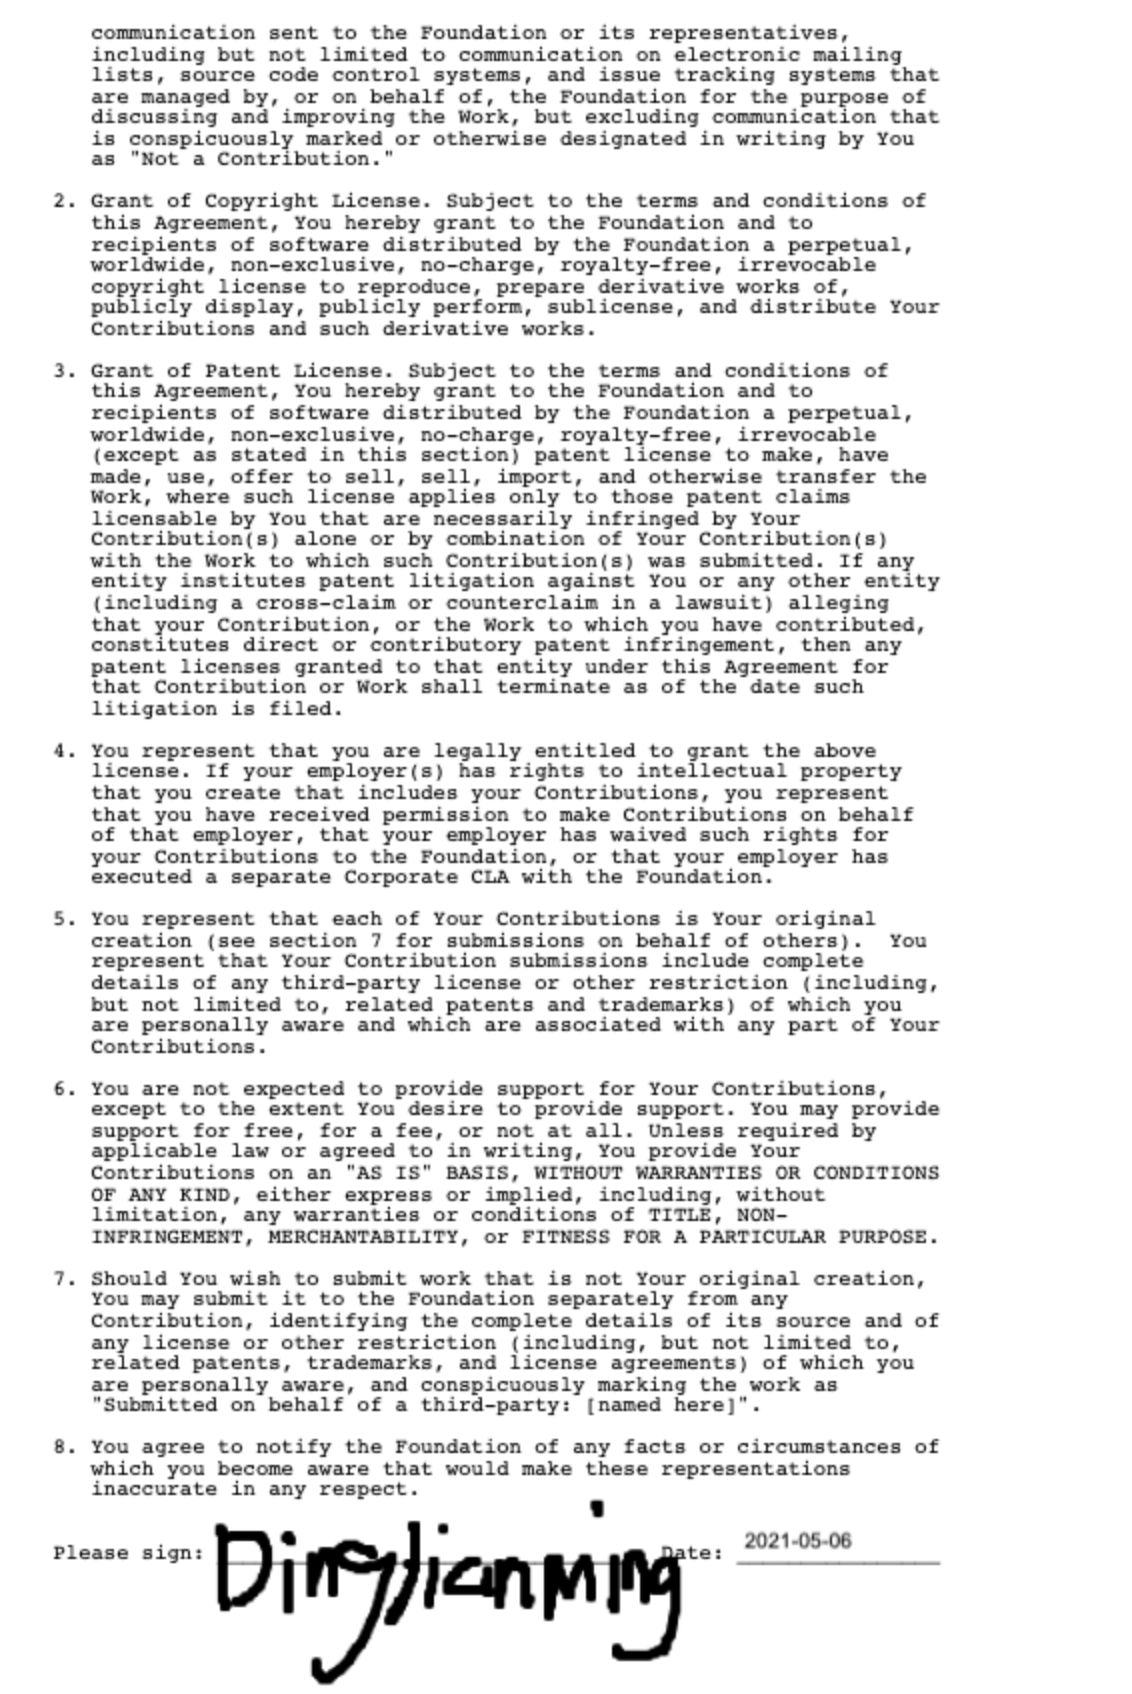 communication sent to the Foundation or its representatives,
including but not limited to communication on electronic mailing
lists, source code control systems, and issue tracking systems that
are managed by, or on behalf of, the Foundation for the purpose of
discussing and improving the Work, but excluding communication that
is conspicuously marked or otherwise designated in writing by You
as "Not a Contribution."
2. Grant of Copyright License. Subject to the terms and conditions of
this Agreement, You hereby grant to the Foundation and to
recipients of software distributed by the Foundation a perpetual,
worldwide, non-exclusive, no-charge, royalty-free, irrevocable
copyright license to reproduce, prepare derivative works of,
publicly display, publicly perform, sublicense, and distribute Your
Contributions and such derivative works.
3. Grant of Patent License. Subject to the terms and conditions of
this Agreement, You hereby grant to the Foundation and to
recipients of software distributed by the Foundation a perpetual,
worldwide, non-exclusive, no-charge, royalty-free, irrevocable
(except as stated in this section) patent license to make, have
made, use, offer to sell, sell, import, and otherwise transfer the
Work, where such license applies only to those patent claims
licensable by You that are necessarily infringed by Your
Contribution(s) alone or by combination of Your Contribution(s)
with the Work to which such Contribution(s) was submitted. If any
entity institutes patent litigation against You or any other entity
(including a cross-claim or counterclaim in a lawsuit) alleging
that your Contribution, or the Work to which you have contributed,
constitutes direct or contributory patent infringement, then any
patent licenses granted to that entity under this Agreement for
that Contribution or Work shall terminate as of the date such
litigation is filed.
4. You represent that you are legally entitled to grant the above
license. If your employer(s) has rights to intellectual property
that you create that includes your Contributions, you represent
that you have received permission to make Contributions on behalf
of that employer, that your employer has waived such rights for
your Contributions to the Foundation, or that your employer has
executed a separate Corporate CLA with the Foundation.
5. You represent that each of Your Contributions is Your original
creation (see section 7 for submissions on behalf of others).  You
represent that Your Contribution submissions include complete
details of any third-party license or other restriction (including,
but not limited to, related patents and trademarks) of which you
are personally aware and which are associated with any part of Your
Contributions.
6. You are not expected to provide support for Your Contributions,
except to the extent You desire to provide support. You may provide
support for free, for a fee, or not at all. Unless required by
applicable law or agreed to in writing, You provide Your
Contributions on an "AS IS" BASIS, WITHOUT WARRANTIES OR CONDITIONS
OF ANY KIND, either express or implied, including, without
limitation, any warranties or conditions of TITLE, NON-
INFRINGEMENT, MERCHANTABILITY, or FITNESS FOR A PARTICULAR PURPOSE.
7. Should You wish to submit work that is not Your original creation,
You may submit it to the Foundation separately from any
Contribution, identifying the complete details of its source and of
any license or other restriction (including, but not limited to,
related patents, trademarks, and license agreements) of which you
are personally aware, and conspicuously marking the work as
"Submitted on behalf of a third-party: [named here]".
8. You agree to notify the Foundation of any facts or circumstances of
which you become aware that would make these representations
inaccurate in any respect.
Please sign: Dingjianming Date: 2021-05-06